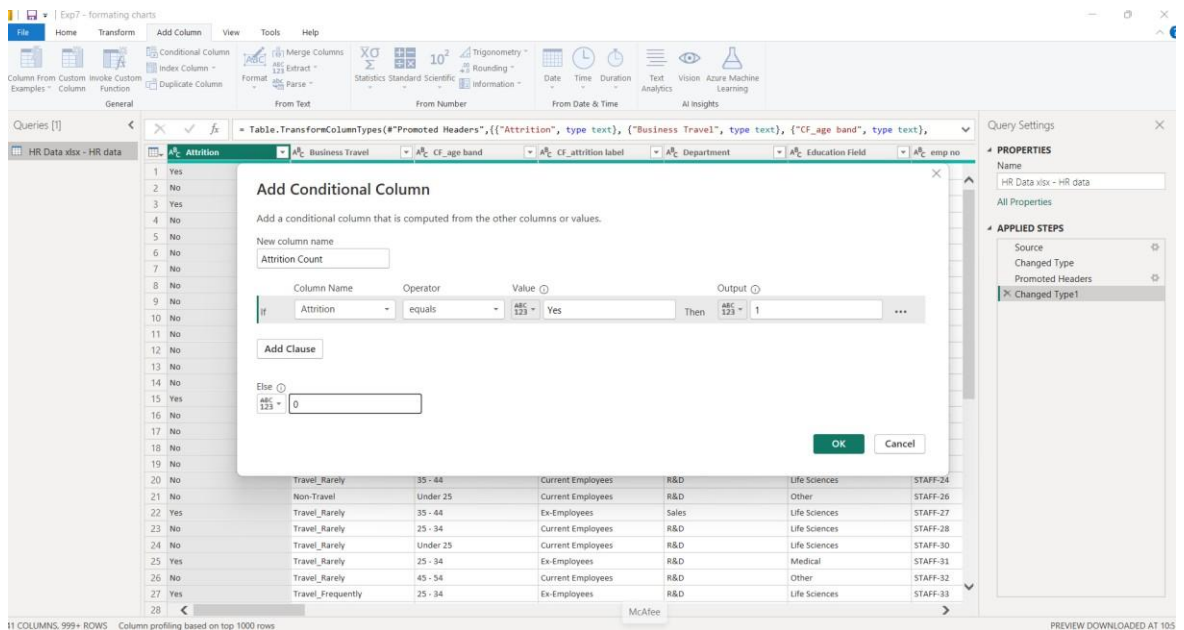 Exp7 - formating charts
File Home Transform Add Column View Tools Help
Column From Examples Custom Column Invoke Custom Function
Conditional Column
Index Column
Duplicate Column
General
Format
Merge Columns
Extract
Parse
From Text
Statistics Standard Scientific
Trigonometry
Rounding
Information
From Number
Date Time Duration
From Date & Time
Text Analytics Vision Azure Machine Learning
AI Insights
Queries [1]
HR Data xlsx - HR data
= Table.TransformColumnTypes(#"Promoted Headers",{{"Attrition", type text}, {"Business Travel", type text}, {"CF_age band", type text},
Attrition Business Travel CF_age band CF_attrition label Department Education Field emp no
1 Yes
2 No
3 Yes
4 No
5 No
6 No
7 No
8 No
9 No
10 No
11 No
12 No
13 No
14 No
15 Yes
16 No
17 No
18 No
19 No
Add Conditional Column
Add a conditional column that is computed from the other columns or values.
New column name
Attrition Count
Column Name Operator Value Output
If Attrition equals ABC 123 Yes Then ABC 123 1 ...
Add Clause
Else
ABC 123 0
OK Cancel
20 No Travel_Rarely 35 - 44 Current Employees R&D Life Sciences STAFF-24
21 No Non-Travel Under 25 Current Employees R&D Other STAFF-26
22 Yes Travel_Rarely 35 - 44 Ex-Employees Sales Life Sciences STAFF-27
23 No Travel_Rarely 25 - 34 Current Employees R&D Life Sciences STAFF-28
24 No Travel_Rarely Under 25 Current Employees R&D Life Sciences STAFF-30
25 Yes Travel_Rarely 25 - 34 Ex-Employees R&D Medical STAFF-31
26 No Travel_Rarely 45 - 54 Current Employees R&D Other STAFF-32
27 Yes Travel_Frequently 25 - 34 Ex-Employees R&D Life Sciences STAFF-33
28
McAfee
Query Settings
PROPERTIES
Name
HR Data xlsx - HR data
All Properties
APPLIED STEPS
Source
Changed Type
Promoted Headers
Changed Type1
41 COLUMNS, 999+ ROWS Column profiling based on top 1000 rows
PREVIEW DOWNLOADED AT 10:5